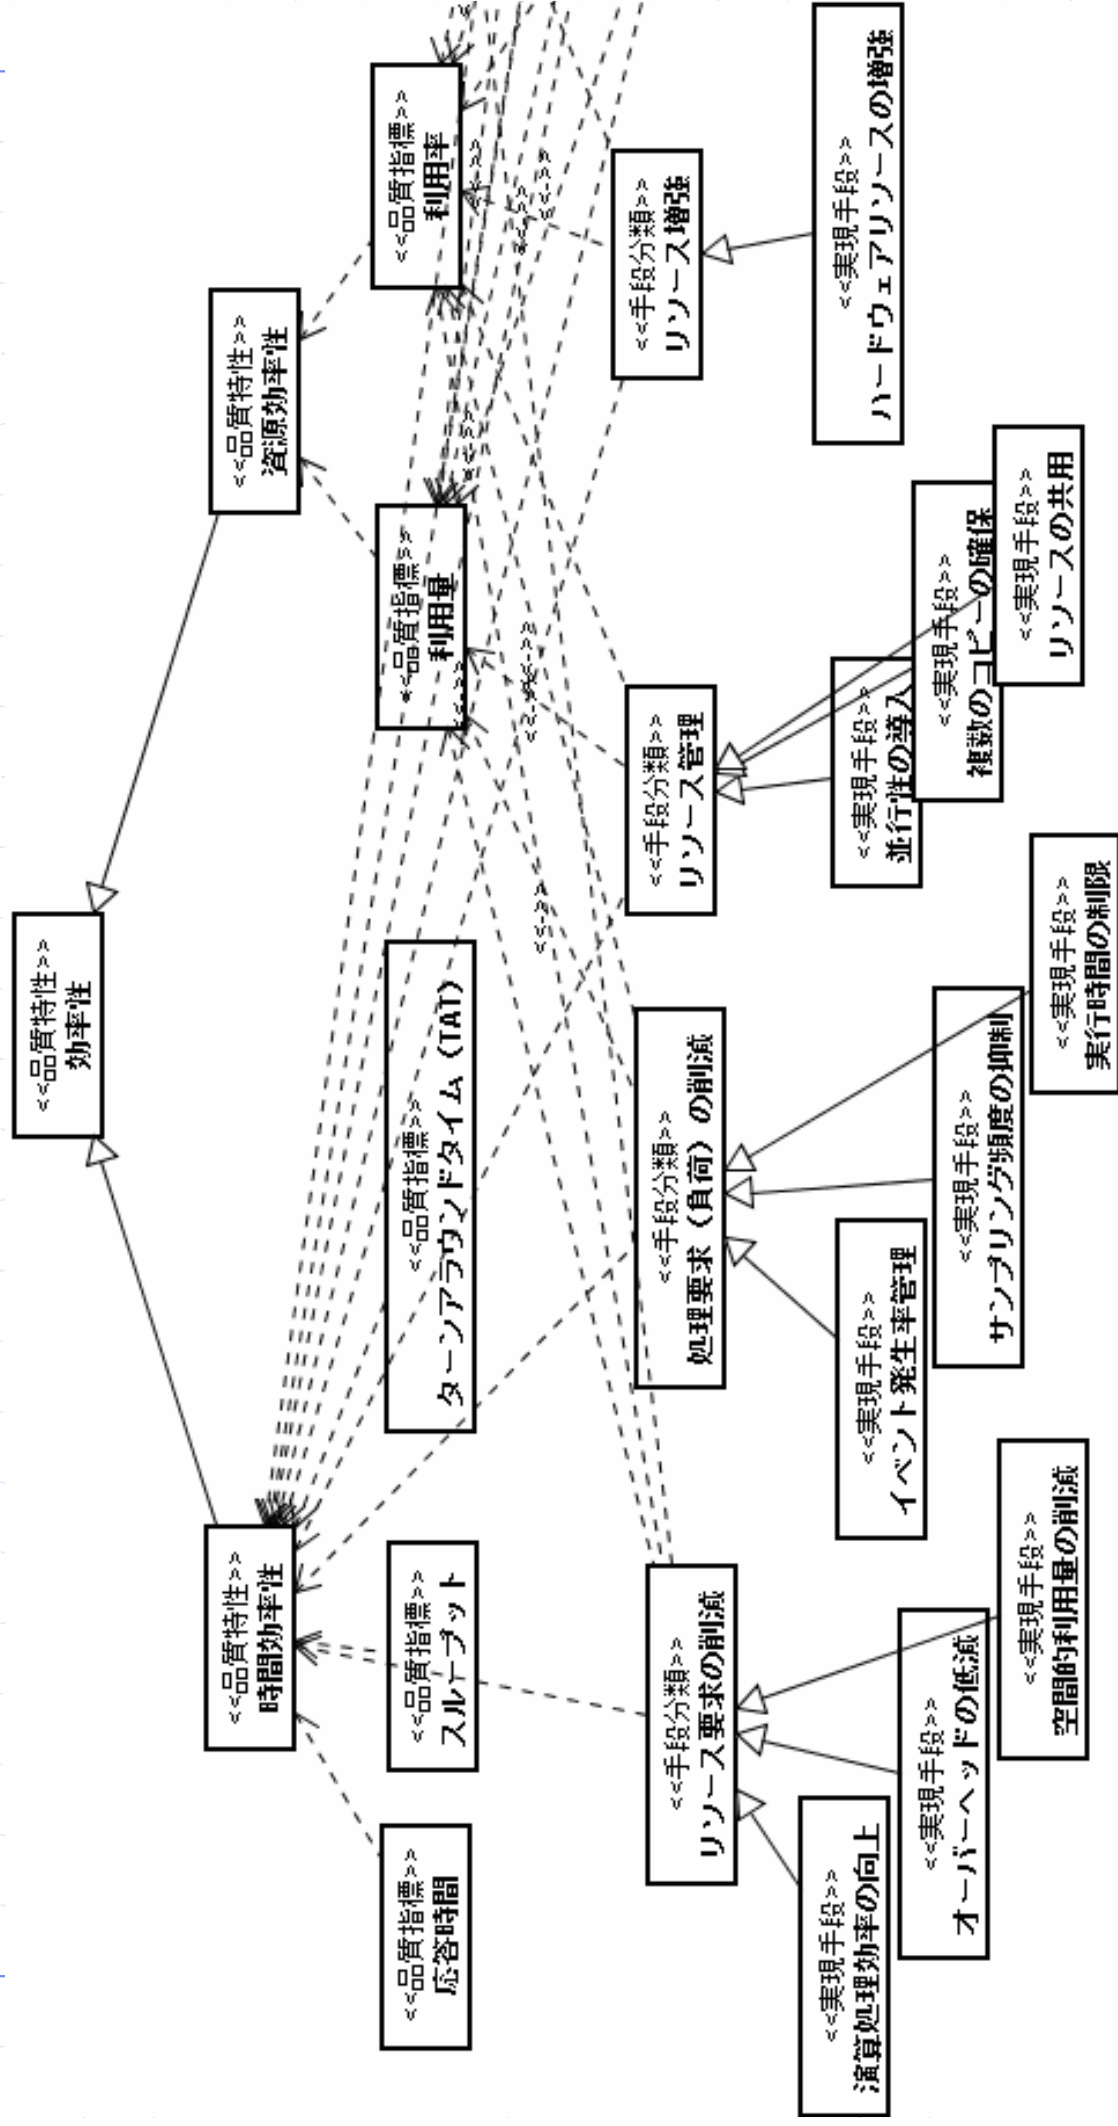 <<品質特性>>
効率性
<<品質特性>>
時間効率性
<<品質特性>>
資源効率性
<<品質指標>>
応答時間
<<品質指標>>
スループット
<<品質指標>>
ターンアラウンドタイム（TAT）
<<品質指標>>
利用量
<<品質指標>>
利用率
<<手段分類>>
リソース要求の削減
<<手段分類>>
処理要求（負荷）の削減
<<手段分類>>
リソース管理
<<手段分類>>
リソース増強
<<実現手段>>
演算処理効率の向上
<<実現手段>>
オーバーヘッドの低減
<<実現手段>>
空間的利用量の削減
<<実現手段>>
イベント発生率管理
<<実現手段>>
サンプリング頻度の抑制
<<実現手段>>
実行時間の制限
<<実現手段>>
並行性の導入
<<実現手段>>
複数のコピーの確保
<<実現手段>>
リソースの共用
<<実現手段>>
ハードウェアリソースの増強
<<->>
<<->>
<<->>
<<->>
<<->>